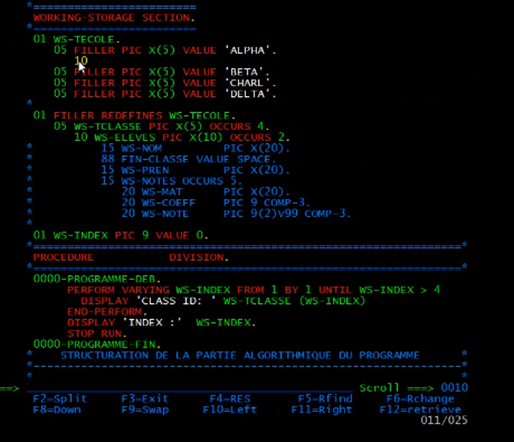 *=========================
WORKING-STORAGE SECTION.
*-------------------------
01 WS-TECOLE.
05 FILLER PIC X(5) VALUE 'ALPHA'.
10
05 FILLER PIC X(5) VALUE 'BETA'.
05 FILLER PIC X(5) VALUE 'CHARL'.
05 FILLER PIC X(5) VALUE 'DELTA'.
*
01 FILLER REDEFINES WS-TECOLE.
05 WS-TCLASSE PIC X(5) OCCURS 4.
10 WS-ELEVES PIC X(10) OCCURS 2.
* 15 WS-NOM PIC X(20).
* 88 FIN-CLASSE VALUE SPACE.
* 15 WS-PREN PIC X(20).
* 15 WS-NOTES OCCURS 5.
* 20 WS-MAT PIC X(20).
* 20 WS-COEFF PIC 9 COMP-3.
* 20 WS-NOTE PIC 9(2)V99 COMP-3.
*
01 WS-INDEX PIC 9 VALUE 0.
*===============================================================*
PROCEDURE DIVISION.
*===============================================================*
0000-PROGRAMME-DEB.
PERFORM VARYING WS-INDEX FROM 1 BY 1 UNTIL WS-INDEX > 4
DISPLAY 'CLASS ID: ' WS-TCLASSE (WS-INDEX)
END-PERFORM.
DISPLAY 'INDEX :' WS-INDEX.
STOP RUN.
0000-PROGRAMME-FIN.
* STRUCTURATION DE LA PARTIE ALGORITHMIQUE DU PROGRAMME *
*---------------------------------------------------------------*
*
==> Scroll ===> 0010
F2=Split F3=Exit F4=RES F5=Rfind F6=Rchange
F8=Down F9=Swap F10=Left F11=Right F12=retrieve
011/025